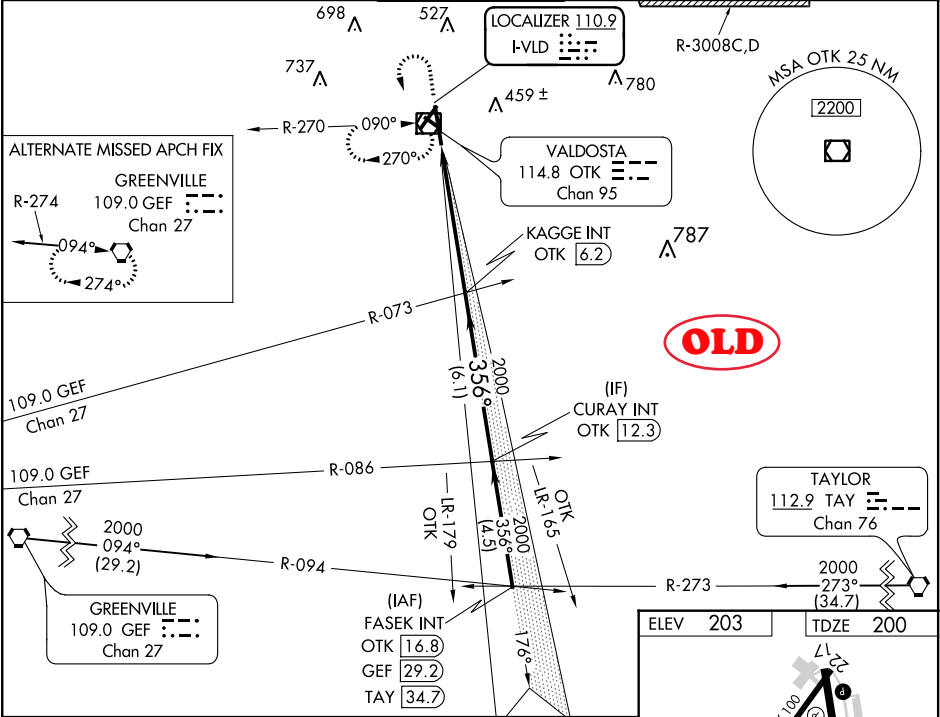 698
527
LOCALIZER 110.9
I-VLD
R-3008C,D
737
459 ±
780
MSA OTK 25 NM
2200
R-270
090°
270°
ALTERNATE MISSED APCH FIX
GREENVILLE
109.0 GEF
Chan 27
R-274
094°
274°
VALDOSTA
114.8 OTK
Chan 95
KAGGE INT
OTK 6.2
787
R-073
109.0 GEF
Chan 27
OLD
356°
(6.1)
2000
(IF)
CURAY INT
OTK 12.3
109.0 GEF
Chan 27
R-086
LR-179
OTK
OTK
LR-165
2000
356°
(4.5)
TAYLOR
112.9 TAY
Chan 76
2000
094°
(29.2)
R-094
R-273
2000
273°
(34.7)
GREENVILLE
109.0 GEF
Chan 27
(IAF)
FASEK INT
OTK 16.8
GEF 29.2
TAY 34.7
176°
ELEV 203
TDZE 200
22
17
P